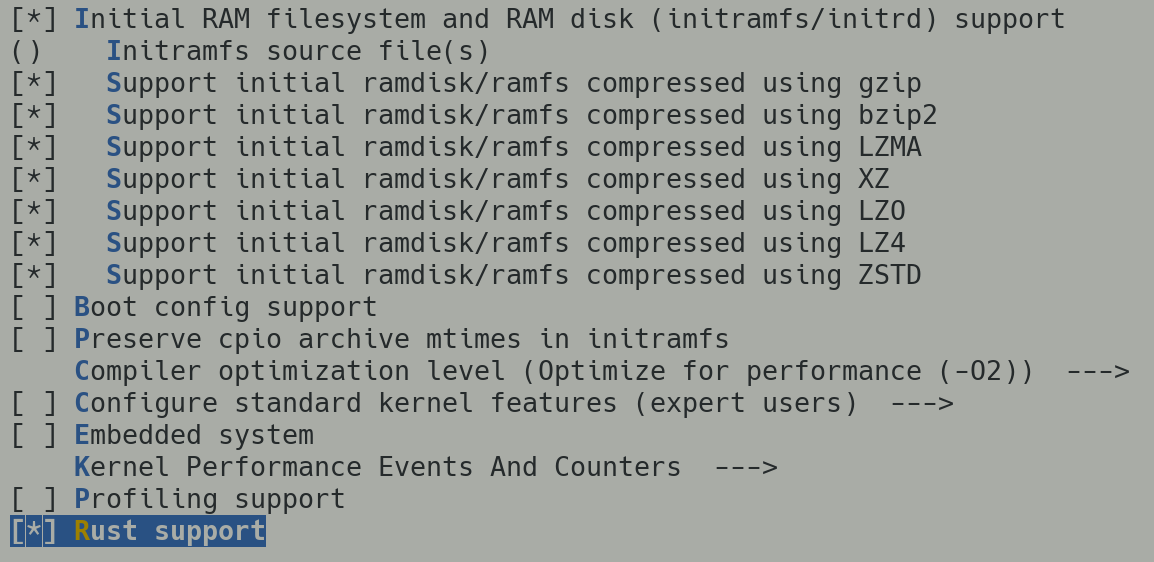 [*] Initial RAM filesystem and RAM disk (initramfs/initrd) support
()    Initramfs source file(s)
[*]   Support initial ramdisk/ramfs compressed using gzip
[*]   Support initial ramdisk/ramfs compressed using bzip2
[*]   Support initial ramdisk/ramfs compressed using LZMA
[*]   Support initial ramdisk/ramfs compressed using XZ
[*]   Support initial ramdisk/ramfs compressed using LZO
[*]   Support initial ramdisk/ramfs compressed using LZ4
[*]   Support initial ramdisk/ramfs compressed using ZSTD
[ ] Boot config support
[ ] Preserve cpio archive mtimes in initramfs
    Compiler optimization level (Optimize for performance (-O2))  --->
[ ] Configure standard kernel features (expert users)  --->
[ ] Embedded system
    Kernel Performance Events And Counters  --->
[ ] Profiling support
[*] Rust support